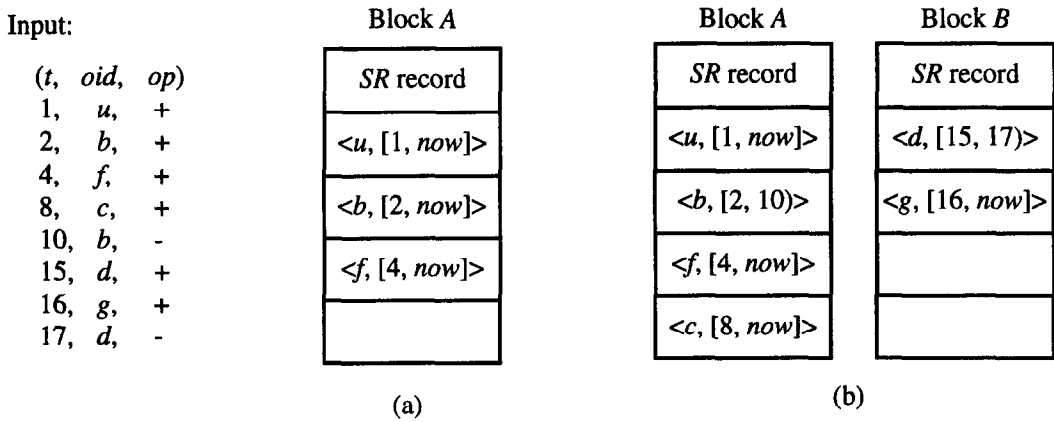 Input:
(t, oid, op)
1, u, +
2, b, +
4, f, +
8, c, +
10, b, -
15, d, +
16, g, +
17, d, -
Block A
SR record
<u, [1, now]>
<b, [2, now]>
<f, [4, now]>
(a)
Block A
SR record
<u, [1, now]>
<b, [2, 10)>
<f, [4, now]>
<c, [8, now]>
Block B
SR record
<d, [15, 17)>
<g, [16, now]>
(b)